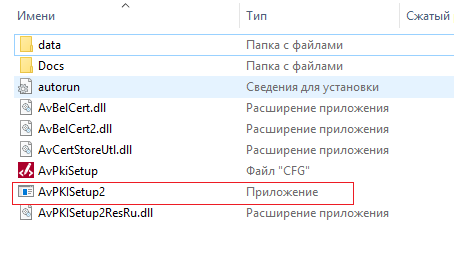 Имени Тип Сжатый
data Папка с файлами
Docs Папка с файлами
autorun Сведения для установки
AvBelCert.dll Расширение приложения
AvBelCert2.dll Расширение приложения
AvCertStoreUtl.dll Расширение приложения
AvPkiSetup Файл "CFG"
AvPKISetup2 Приложение
AvPKISetup2ResRu.dll Расширение приложения